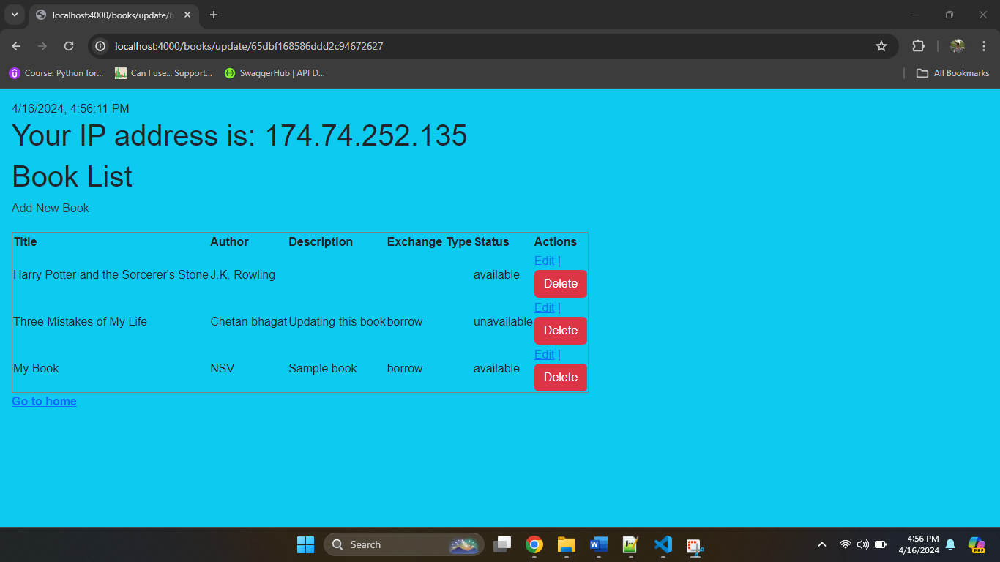 localhost:4000/books/update/6
localhost:4000/books/update/65dbf168586ddd2c94672627
Course: Python for... Can I use... Support... SwaggerHub | API D... All Bookmarks
4/16/2024, 4:56:11 PM
Your IP address is: 174.74.252.135
Book List
Add New Book
Title Author Description Exchange Type Status Actions
Edit |
Harry Potter and the Sorcerer's Stone J.K. Rowling available
Delete
Edit |
Three Mistakes of My Life Chetan bhagat Updating this book borrow unavailable
Delete
Edit |
My Book NSV Sample book borrow available
Delete
Go to home
Search
4:56 PM
4/16/2024
PRE